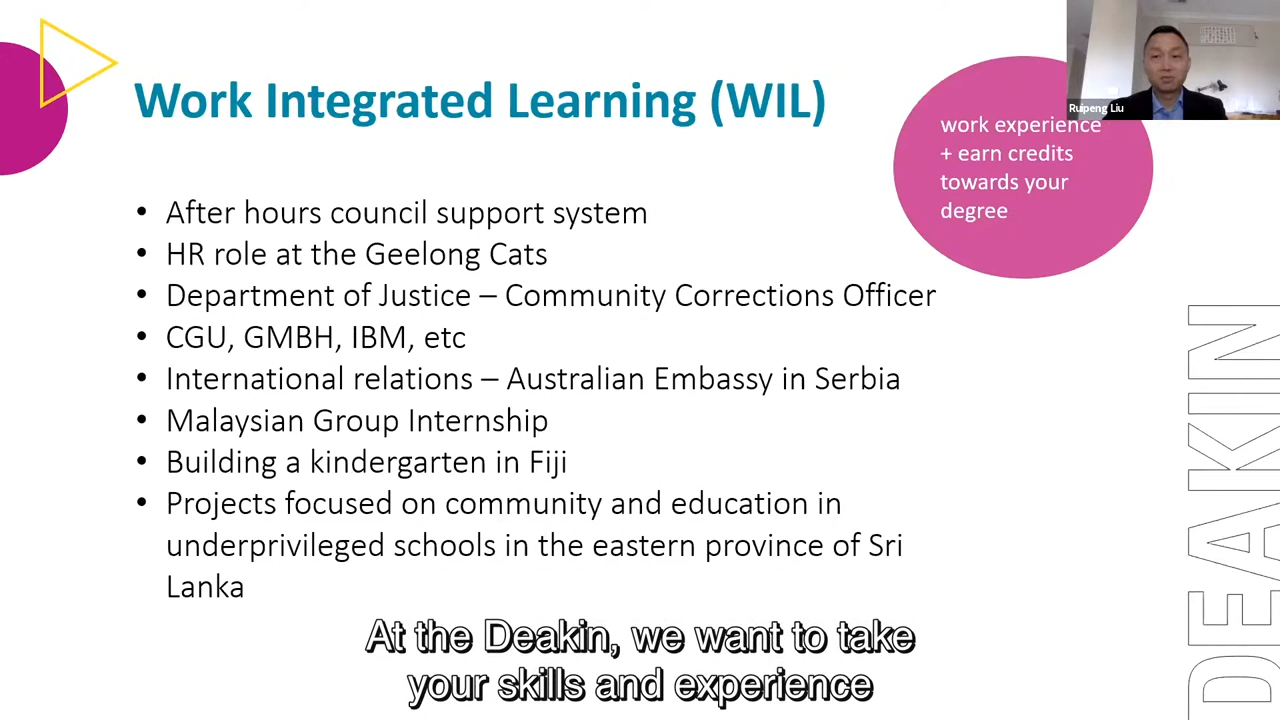 Work Integrated Learning (WIL)
Ruipeng Liu
work experience
+ earn credits
towards your
degree
• After hours council support system
• HR role at the Geelong Cats
• Department of Justice – Community Corrections Officer
• CGU, GMBH, IBM, etc
• International relations – Australian Embassy in Serbia
• Malaysian Group Internship
• Building a kindergarten in Fiji
• Projects focused on community and education in
underprivileged schools in the eastern province of Sri
Lanka
DEAKIN
At the Deakin, we want to take
your skills and experience